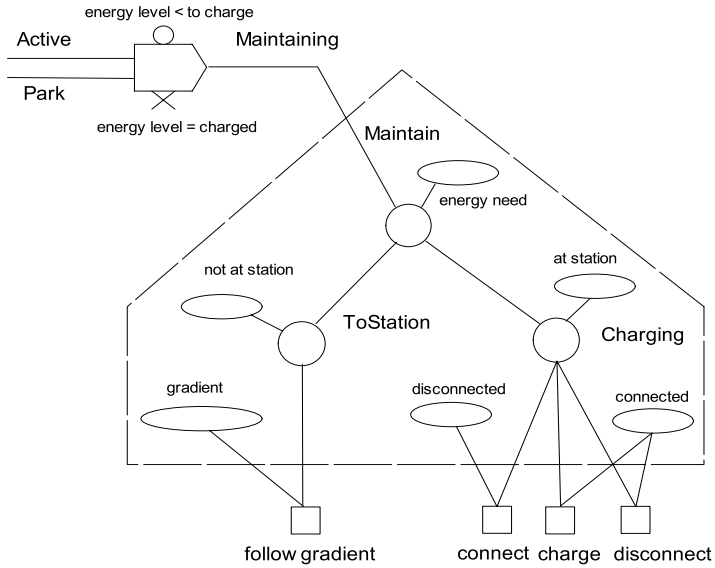 energy level < to charge
Active
Maintaining
Park
energy level = charged
Maintain
energy need
not at station
at station
ToStation
Charging
gradient
disconnected
connected
follow gradient
connect
charge
disconnect